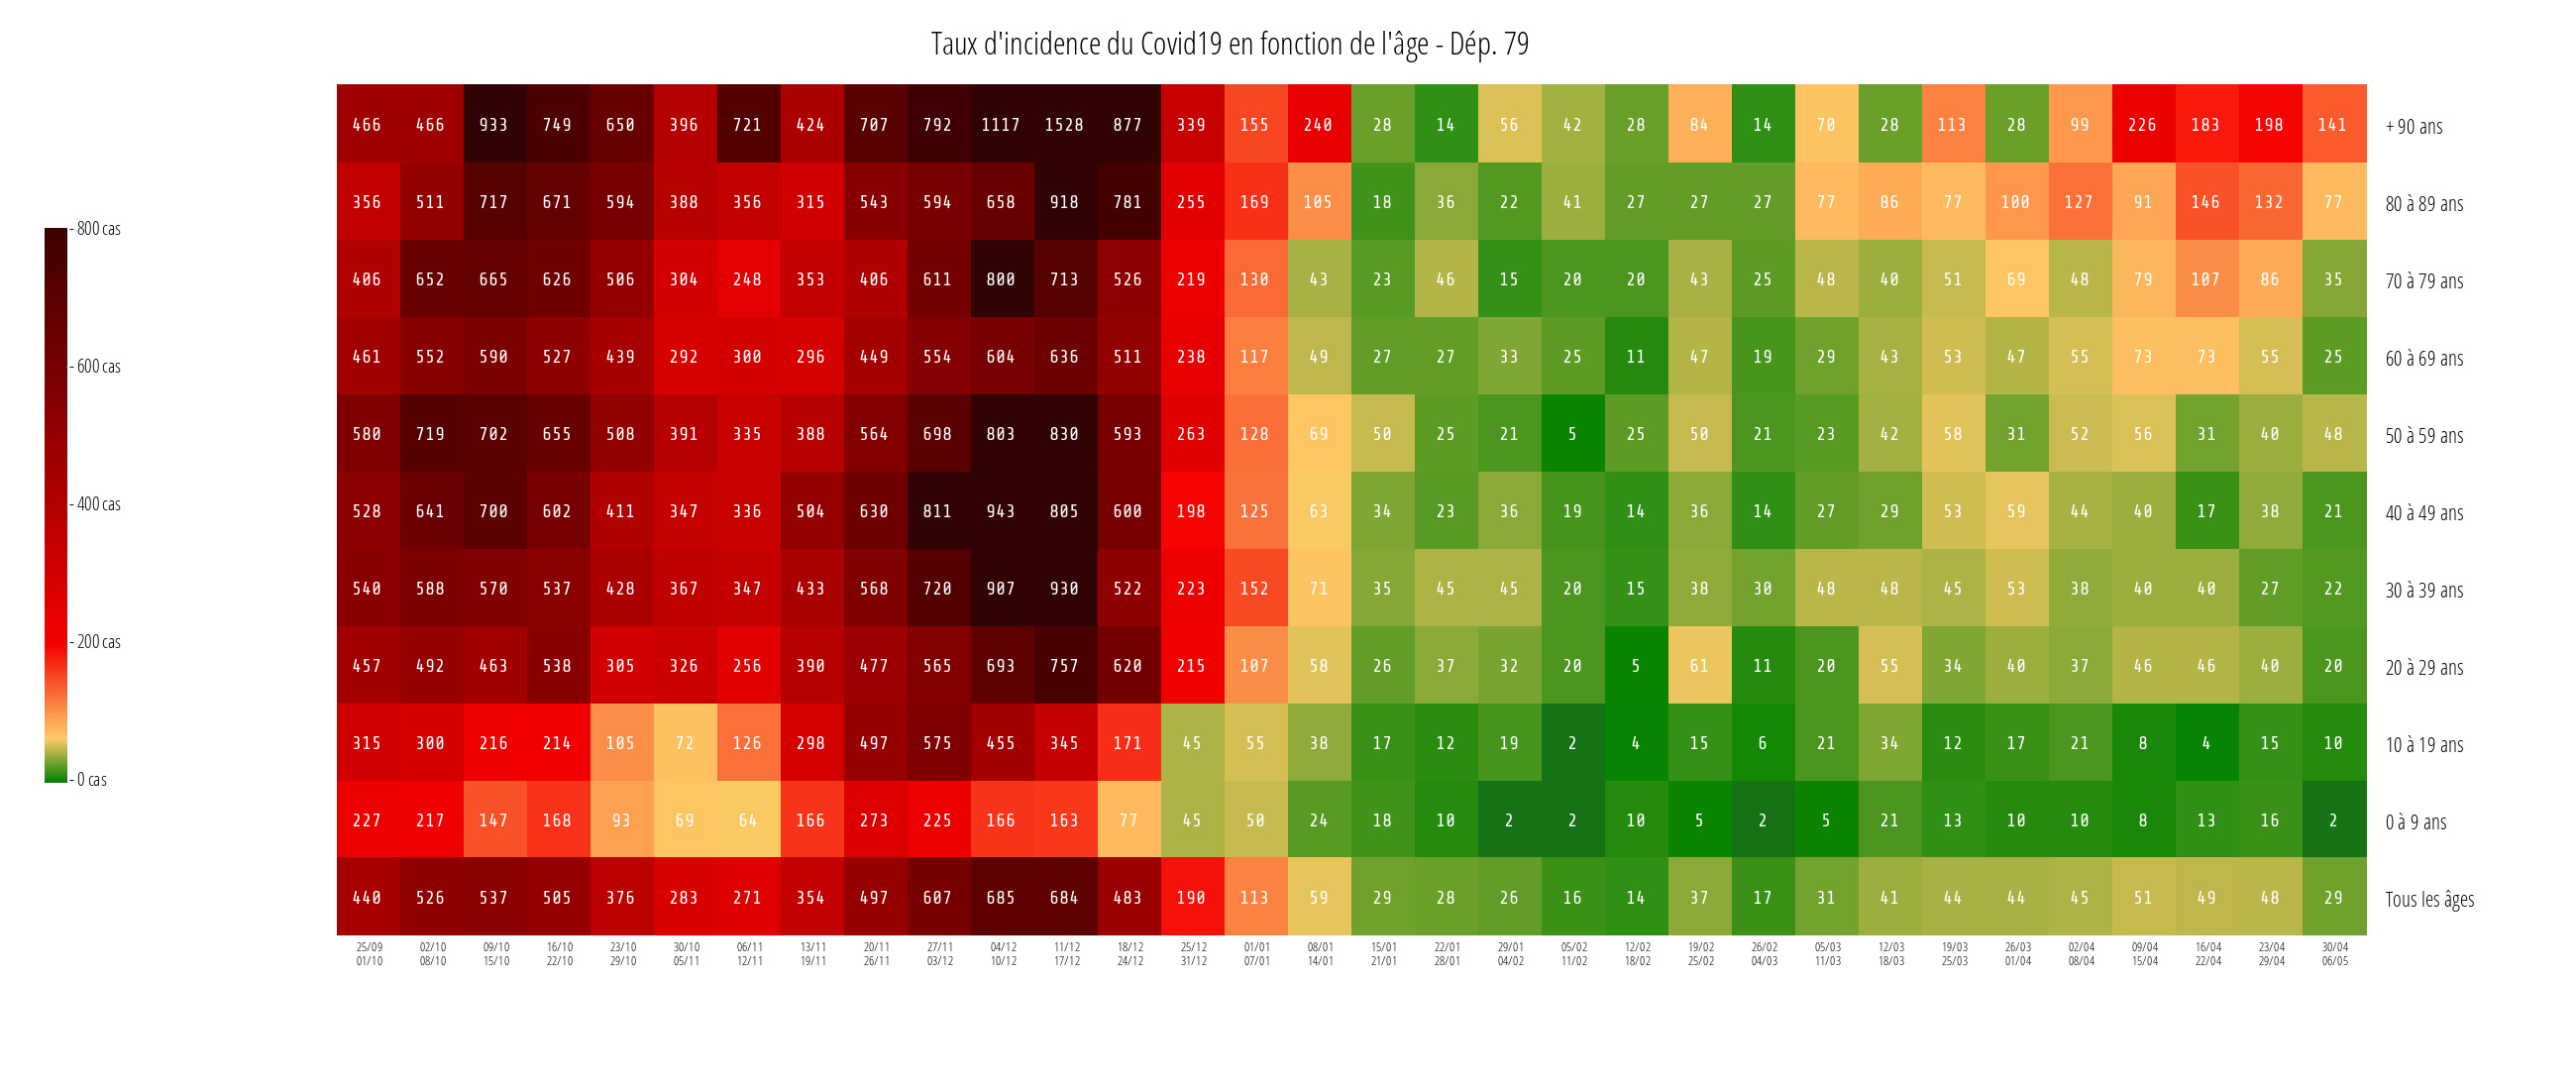 Taux d'incidence du Covid19 en fonction de l'âge - Dép. 79
466 466 933 749 650 396 721 424 707 792 1117 1528 877 339 155 240 28 14 56 42 28 84 14 70 28 113 28 99 226 183 198 141 + 90 ans
356 511 717 671 594 388 356 315 543 594 658 918 781 255 169 105 18 36 22 41 27 27 27 77 86 77 100 127 91 146 132 77 80 à 89 ans
406 652 665 626 506 304 248 353 406 611 800 713 526 219 130 43 23 46 15 20 20 43 25 48 40 51 69 48 79 107 86 35 70 à 79 ans
461 552 590 527 439 292 300 296 449 554 604 636 511 238 117 49 27 27 33 25 11 47 19 29 43 53 47 55 73 73 55 25 60 à 69 ans
580 719 702 655 508 391 335 388 564 698 803 830 593 263 128 69 50 25 21 5 25 50 21 23 42 58 31 52 56 31 40 48 50 à 59 ans
528 641 700 602 411 347 336 504 630 811 943 805 600 198 125 63 34 23 36 19 14 36 14 27 29 53 59 44 40 17 38 21 40 à 49 ans
540 588 570 537 428 367 347 433 568 720 907 930 522 223 152 71 35 45 45 20 15 38 30 48 48 45 53 38 40 40 27 22 30 à 39 ans
457 492 463 538 305 326 256 390 477 565 693 757 620 215 107 58 26 37 32 20 5 61 11 20 55 34 40 37 46 46 40 20 20 à 29 ans
315 300 216 214 105 72 126 298 497 575 455 345 171 45 55 38 17 12 19 2 4 15 6 21 34 12 17 21 8 4 15 10 10 à 19 ans
227 217 147 168 93 69 64 166 273 225 166 163 77 45 50 24 18 10 2 2 10 5 2 5 21 13 10 10 8 13 16 2 0 à 9 ans
440 526 537 505 376 283 271 354 497 607 685 684 483 190 113 59 29 28 26 16 14 37 17 31 41 44 44 45 51 49 48 29 Tous les âges
25/09 02/10 09/10 16/10 23/10 30/10 06/11 13/11 20/11 27/11 04/12 11/12 18/12 25/12 01/01 08/01 15/01 22/01 29/01 05/02 12/02 19/02 26/02 05/03 12/03 19/03 26/03 02/04 09/04 16/04 23/04 30/04
01/10 08/10 15/10 22/10 29/10 05/11 12/11 19/11 26/11 03/12 10/12 17/12 24/12 31/12 07/01 14/01 21/01 28/01 04/02 11/02 18/02 25/02 04/03 11/03 18/03 25/03 01/04 08/04 15/04 22/04 29/04 06/05
- 800 cas
- 600 cas
- 400 cas
- 200 cas
- 0 cas